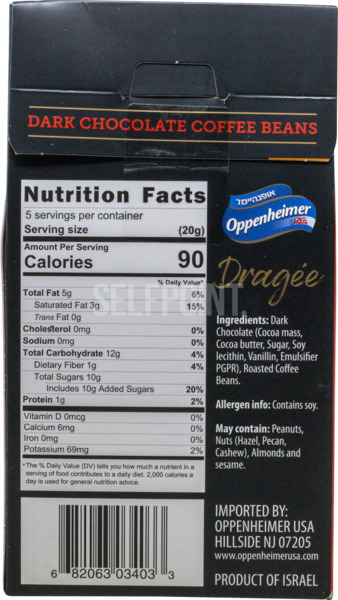 DARK CHOCOLATE COFFEE BEANS
Nutrition Facts
5 servings per container
Serving size (20g)
Amount Per Serving
Calories 90
% Daily Value*
Total Fat 5g 6%
Saturated Fat 3g 15%
Trans Fat 0g
Cholesterol 0mg 0%
Sodium 0mg 0%
Total Carbohydrate 12g 4%
Dietary Fiber 1g 4%
Total Sugars 10g
Includes 10g Added Sugars 20%
Protein 1g 2%
Vitamin D 0mcg 0%
Calcium 6mg 0%
Iron 0mg 0%
Potassium 69mg 2%
*The % Daily Value (DV) tells you how much a nutrient in a
serving of food contributes to a daily diet. 2,000 calories a
day is used for general nutrition advice.
6 82063 03403 3
אופנהיימר
Oppenheimer
Dragée
Ingredients: Dark
Chocolate (Cocoa mass,
Cocoa butter, Sugar, Soy
lecithin, Vanillin, Emulsifier
PGPR), Roasted Coffee
Beans.
Allergen info: Contains soy.
May contain: Peanuts,
Nuts (Hazel, Pecan,
Cashew), Almonds and
sesame.
IMPORTED BY:
OPPENHEIMER USA
HILLSIDE NJ 07205
www.oppenheimerusa.com
PRODUCT OF ISRAEL
SELFPOINT.